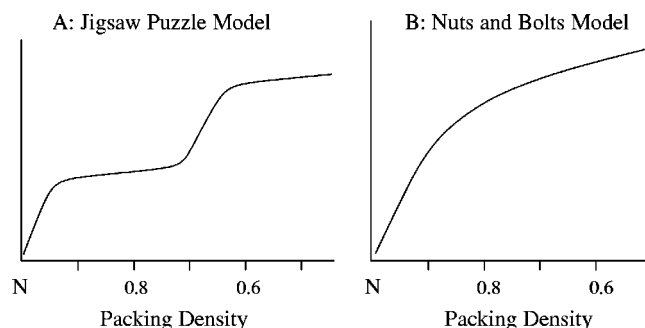 A: Jigsaw Puzzle Model
N 0.8 0.6
Packing Density
B: Nuts and Bolts Model
N 0.8 0.6
Packing Density